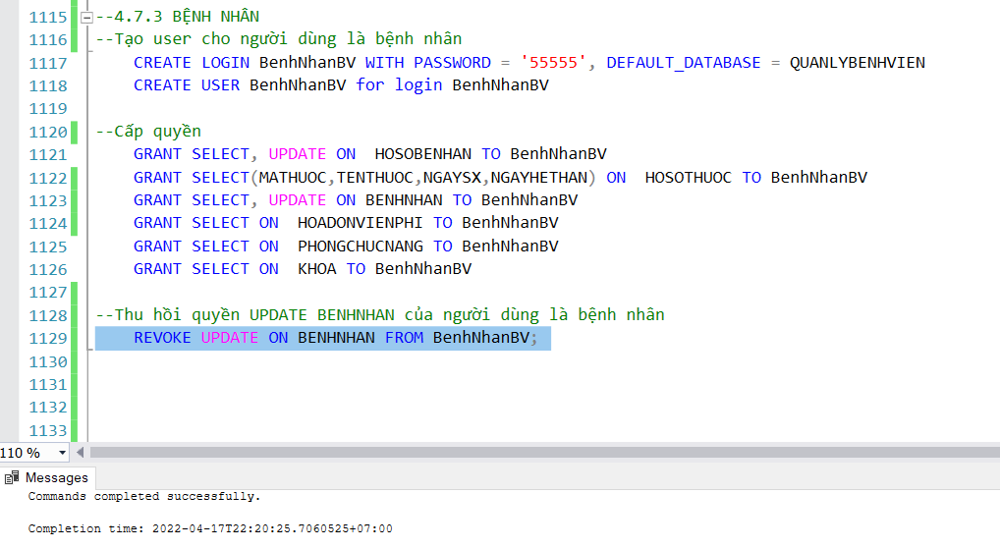 1115 --4.7.3 BỆNH NHÂN
1116 --Tạo user cho người dùng là bệnh nhân
1117 CREATE LOGIN BenhNhanBV WITH PASSWORD = '55555', DEFAULT_DATABASE = QUANLYBENHVIEN
1118 CREATE USER BenhNhanBV for login BenhNhanBV
1119
1120 --Cấp quyền
1121 GRANT SELECT, UPDATE ON HOSOBENHAN TO BenhNhanBV
1122 GRANT SELECT(MATHUOC,TENTHUOC,NGAYSX,NGAYHETHAN) ON HOSOTHUOC TO BenhNhanBV
1123 GRANT SELECT, UPDATE ON BENHNHAN TO BenhNhanBV
1124 GRANT SELECT ON HOADONVIENPHI TO BenhNhanBV
1125 GRANT SELECT ON PHONGCHUCNANG TO BenhNhanBV
1126 GRANT SELECT ON KHOA TO BenhNhanBV
1127
1128 --Thu hồi quyền UPDATE BENHNHAN của người dùng là bệnh nhân
1129 REVOKE UPDATE ON BENHNHAN FROM BenhNhanBV;
1130
1131
1132
1133
110 %
Messages
Commands completed successfully.
Completion time: 2022-04-17T22:20:25.7060525+07:00